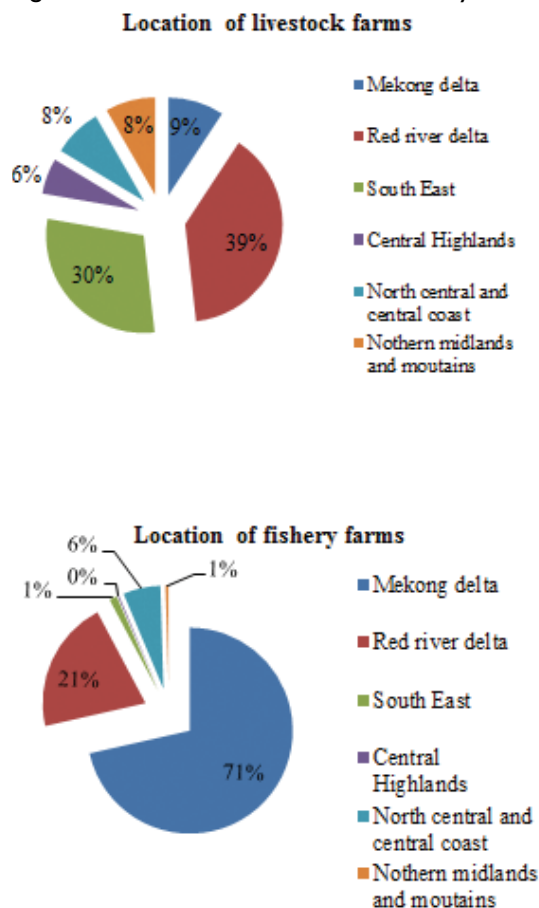 Location of livestock farms
8%
8%
9%
6%
39%
30%
Mekong delta
Red river delta
South East
Central Highlands
North central and
central coast
Nothern midlands
and moutains
Location of fishery farms
6%
1%
0%
1%
21%
71%
Mekong delta
Red river delta
South East
Central
Highlands
North central and
central coast
Nothern midlands
and moutains